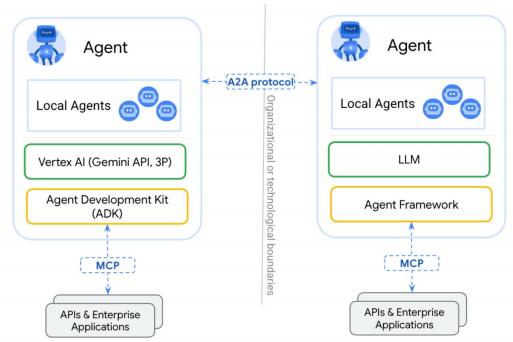 Agent
Local Agents
Vertex AI (Gemini API, 3P)
Agent Development Kit
(ADK)
MCP
APIs & Enterprise
Applications
A2A protocol
Organizational or technological boundaries
Agent
Local Agents
LLM
Agent Framework
MCP
APIs & Enterprise
Applications